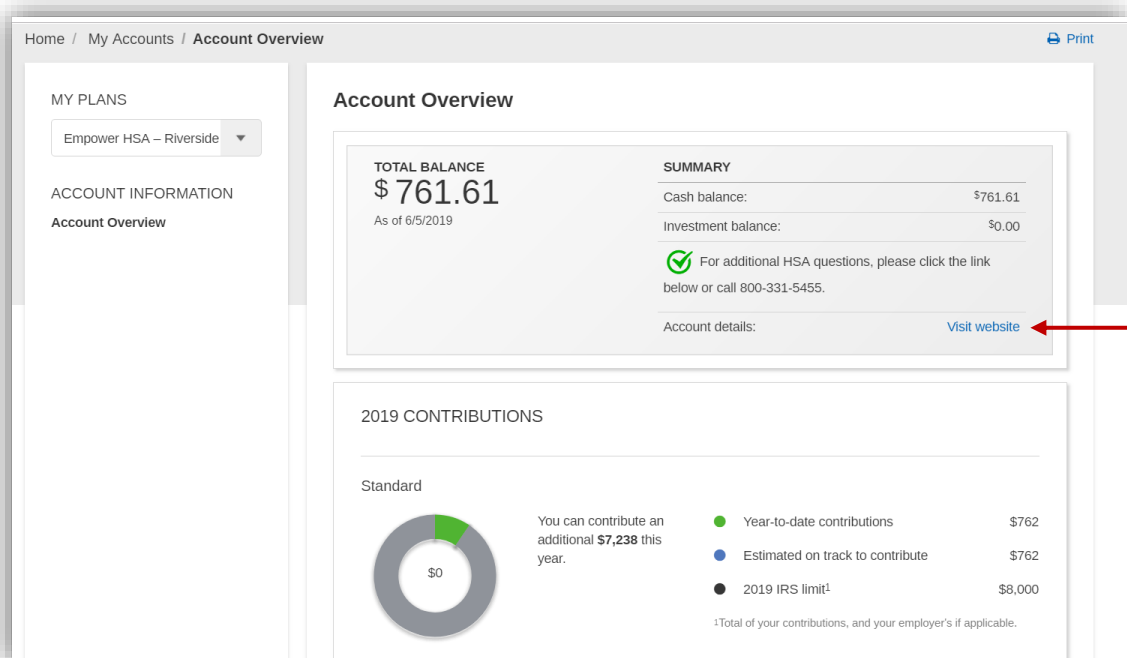 Home / My Accounts / Account Overview
Print
MY PLANS
Empower HSA – Riverside
ACCOUNT INFORMATION
Account Overview
Account Overview
TOTAL BALANCE
$ 761.61
As of 6/5/2019
SUMMARY
Cash balance: $761.61
Investment balance: $0.00
For additional HSA questions, please click the link
below or call 800-331-5455.
Account details: Visit website
2019 CONTRIBUTIONS
Standard
$0
You can contribute an
additional $7,238 this
year.
Year-to-date contributions $762
Estimated on track to contribute $762
2019 IRS limit¹ $8,000
¹Total of your contributions, and your employer's if applicable.